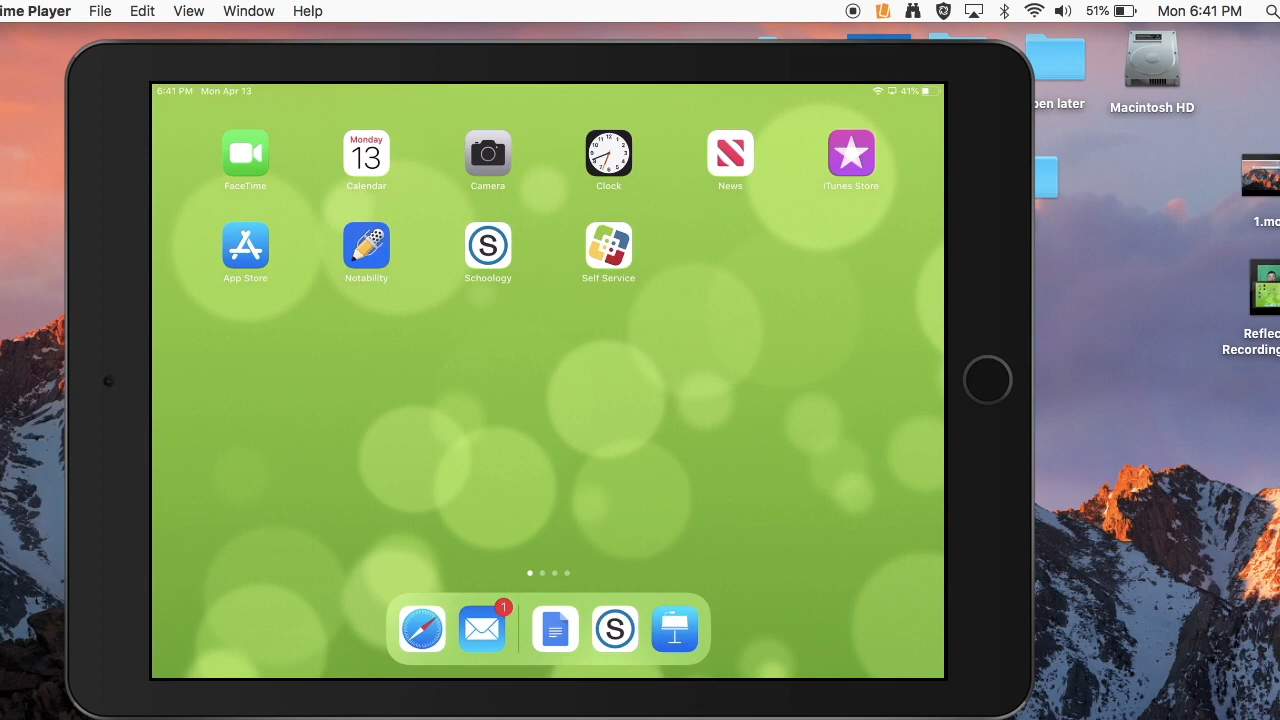 ime Player File Edit View Window Help 51% Mon 6:41 PM
pen later
Macintosh HD
6:41 PM Mon Apr 13 41%
Monday
13
12
FaceTime Calendar Camera Clock News iTunes Store
S
App Store Notability Schoology Self Service
1.mo
Reflec
Recording
1
S